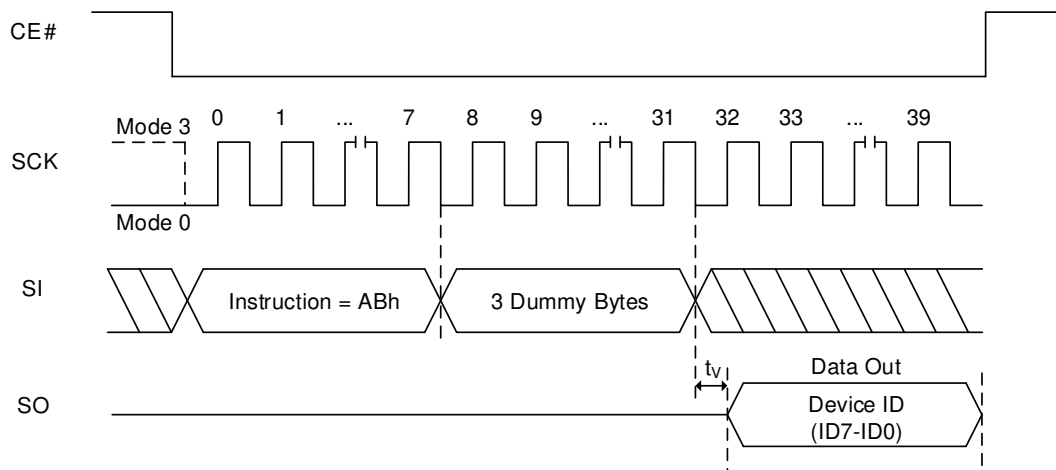 CE#
Mode 3
0 1 ... 7 8 9 ... 31 32 33 ... 39
SCK
Mode 0
SI
Instruction = ABh
3 Dummy Bytes
tV
Data Out
SO
Device ID
(ID7-ID0)